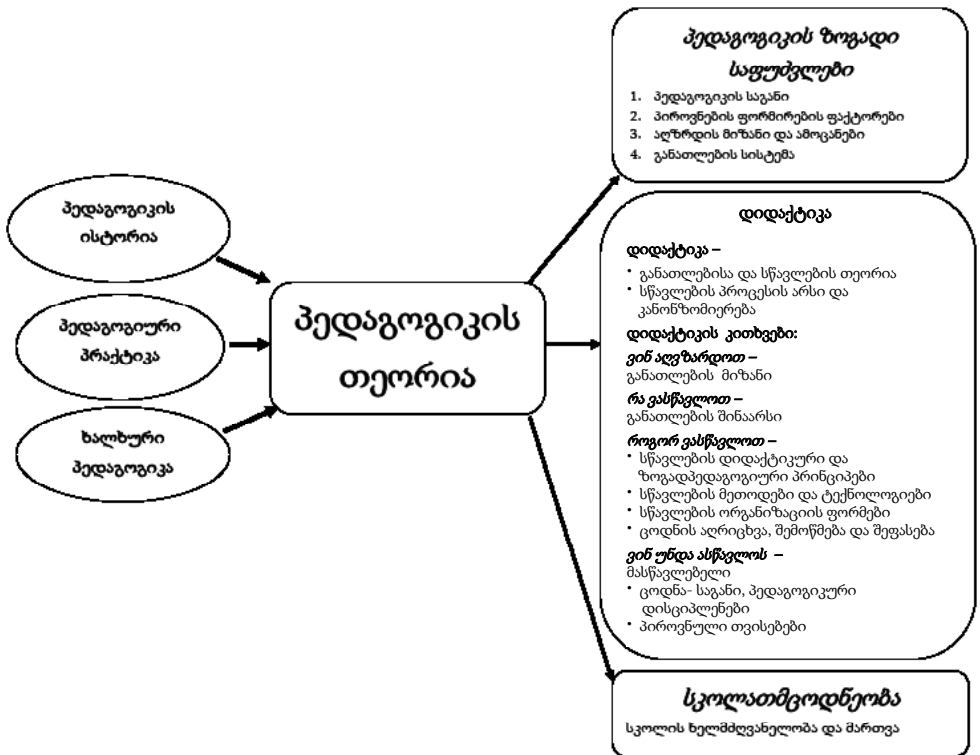 პედაგოგიკის
ისტორია
პედაგოგიური
პრაქტიკა
ხალხური
პედაგოგიკა
პედაგოგიკის
თეორია
პედაგოგიკის ზოგადი
საფუძვლები
1. პედაგოგიკის საგანი
2. პიროვნების ფორმირების ფაქტორები
3. აღზრდის მიზანი და ამოცანები
4. განათლების სისტემა
დიდაქტიკა
დიდაქტიკა –
• განათლებისა და სწავლების თეორია
• სწავლების პროცესის არსი და
კანონზომიერება
დიდაქტიკის კითხვები:
ვინ აღვზარდოთ –
განათლების მიზანი
რა ვასწავლოთ –
განათლების შინაარსი
როგორ ვასწავლოთ –
• სწავლების დიდაქტიკური და
ზოგადპედაგოგიური პრინციპები
• სწავლების მეთოდები და ტექნოლოგიები
• სწავლების ორგანიზაციის ფორმები
• ცოდნის აღრიცხვა, შემოწმება და შეფასება
ვინ უნდა ასწავლოს –
მასწავლებელი
• ცოდნა- საგანი, პედაგოგიკური
დისციპლენები
• პიროვნული თვისებები
სკოლათმცოდნეობა
სკოლის ხელმძღვანელობა და მართვა